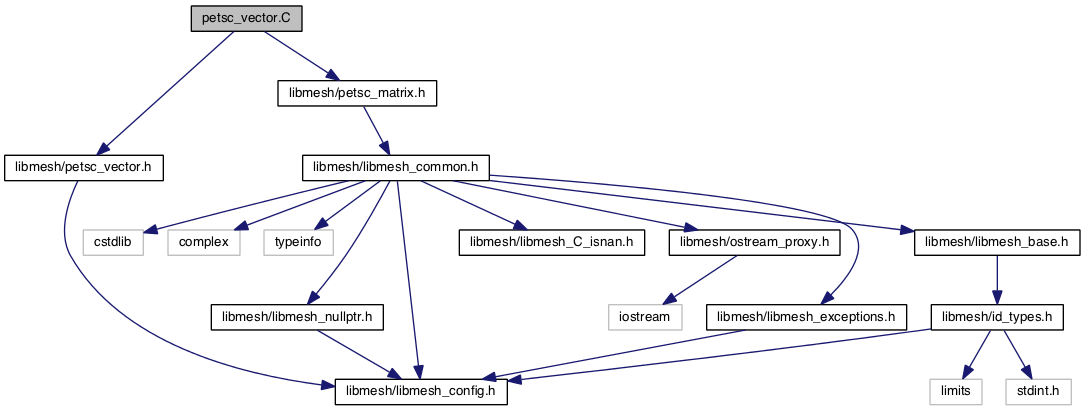 petsc_vector.C
libmesh/petsc_matrix.h
libmesh/petsc_vector.h
libmesh/libmesh_common.h
cstdlib
complex
typeinfo
libmesh/libmesh_C_isnan.h
libmesh/ostream_proxy.h
libmesh/libmesh_base.h
libmesh/libmesh_nullptr.h
iostream
libmesh/libmesh_exceptions.h
libmesh/id_types.h
libmesh/libmesh_config.h
limits
stdint.h